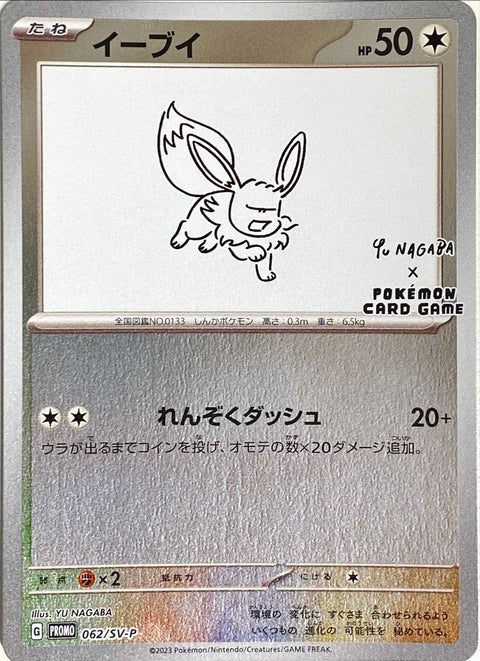 たね イーブイ HP 50
Yu NAGABA
×
POKÉMON
CARD GAME
全国図鑑NO.0133 しんかポケモン 高さ:0.3m 重さ:6.5kg
れんぞくダッシュ 20+
ウラが出るまでコインを投げ、オモテの数×20ダメージ追加。
弱点 ×2 抵抗力 にげる
Illus. YU NAGABA
G PROMO 062/SV-P
環境の 変化に すぐさま 合わせられるよう
いくつもの 進化の 可能性を 秘めている。
©2023 Pokémon/Nintendo/Creatures/GAME FREAK.